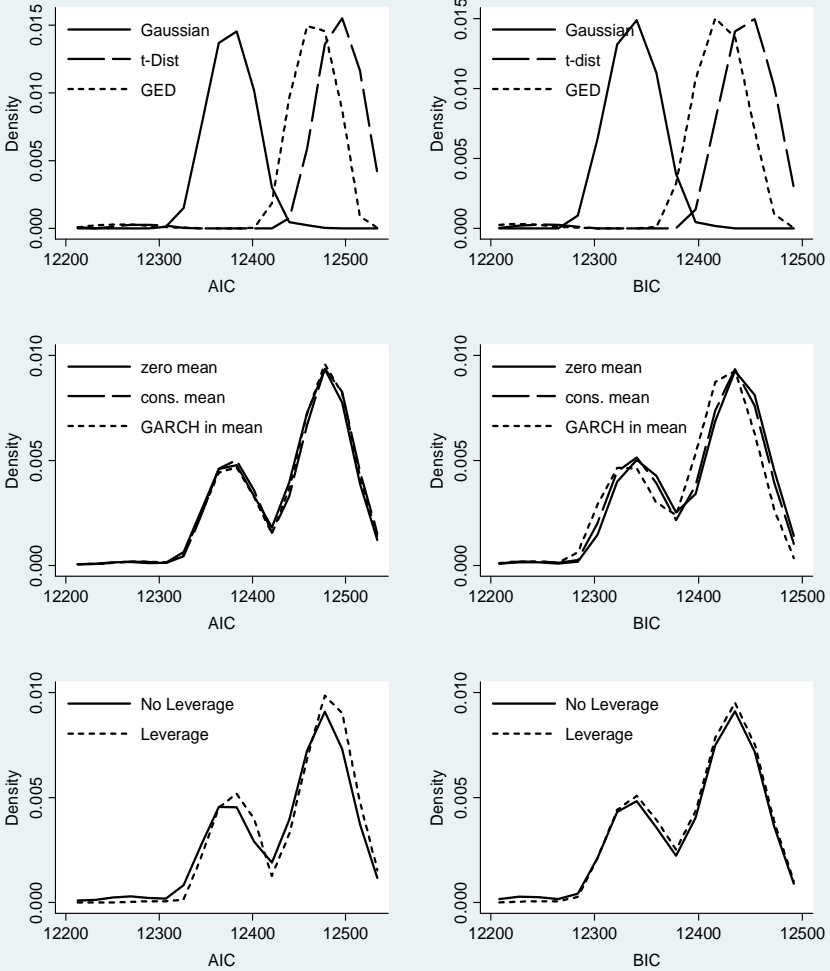 Gaussian
t-Dist
GED
Density
0.000
0.005
0.010
0.015
12200
12300
12400
12500
AIC
Gaussian
t-dist
GED
Density
0.000
0.005
0.010
0.015
12200
12300
12400
12500
BIC
zero mean
cons. mean
GARCH in mean
Density
0.000
0.005
0.010
12200
12300
12400
12500
AIC
zero mean
cons. mean
GARCH in mean
Density
0.000
0.005
0.010
12200
12300
12400
12500
BIC
No Leverage
Leverage
Density
0.000
0.005
0.010
12200
12300
12400
12500
AIC
No Leverage
Leverage
Density
0.000
0.005
0.010
12200
12300
12400
12500
BIC